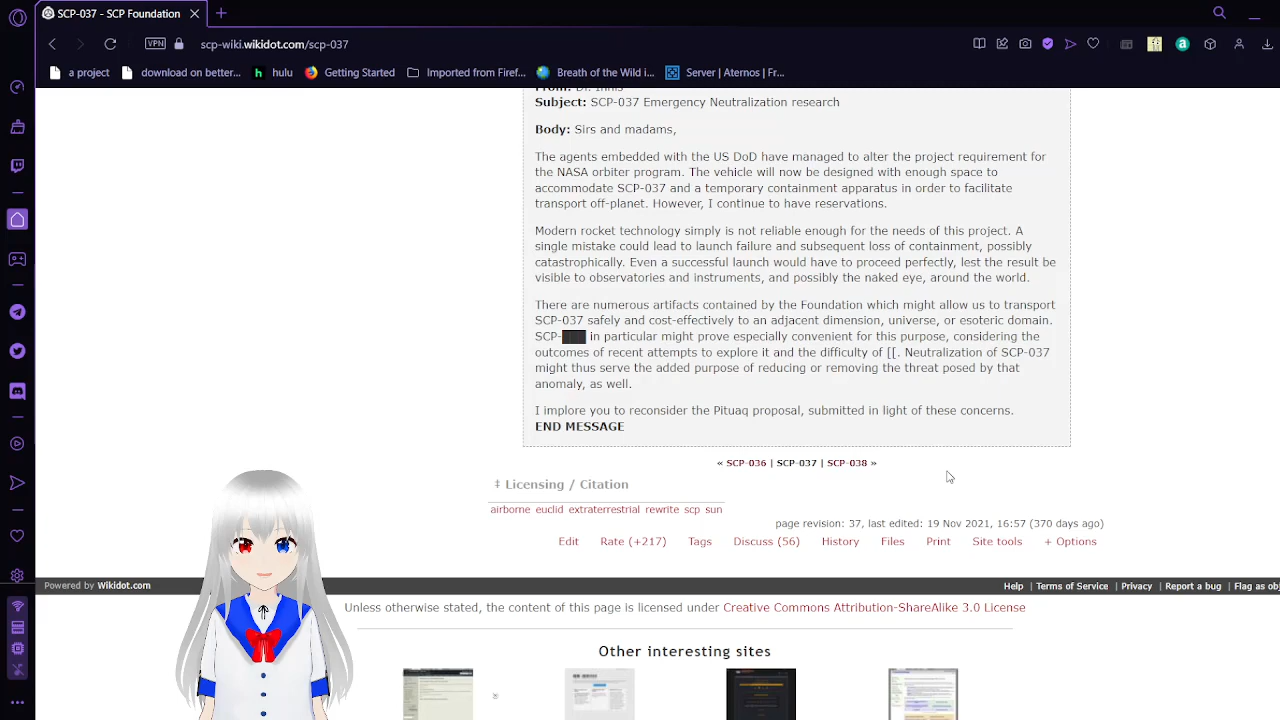 SCP-037 - SCP Foundation
VPN
scp-wiki.wikidot.com/scp-037
a project
download on better...
hulu
Getting Started
Imported from Firef...
Breath of the Wild i...
Server | Aternos | Fr...
From: Dr. Innis
Subject: SCP-037 Emergency Neutralization research
Body: Sirs and madams,
The agents embedded with the US DoD have managed to alter the project requirement for
the NASA orbiter program. The vehicle will now be designed with enough space to
accommodate SCP-037 and a temporary containment apparatus in order to facilitate
transport off-planet. However, I continue to have reservations.
Modern rocket technology simply is not reliable enough for the needs of this project. A
single mistake could lead to launch failure and subsequent loss of containment, possibly
catastrophically. Even a successful launch would have to proceed perfectly, lest the result be
visible to observatories and instruments, and possibly the naked eye, around the world.
There are numerous artifacts contained by the Foundation which might allow us to transport
SCP-037 safely and cost-effectively to an adjacent dimension, universe, or esoteric domain.
SCP-███ in particular might prove especially convenient for this purpose, considering the
outcomes of recent attempts to explore it and the difficulty of [[. Neutralization of SCP-037
might thus serve the added purpose of reducing or removing the threat posed by that
anomaly, as well.
I implore you to reconsider the Pituaq proposal, submitted in light of these concerns.
END MESSAGE
« SCP-036 | SCP-037 | SCP-038 »
‡ Licensing / Citation
airborne euclid extraterrestrial rewrite scp sun
page revision: 37, last edited: 19 Nov 2021, 16:57 (370 days ago)
Edit Rate (+217) Tags Discuss (56) History Files Print Site tools + Options
Powered by Wikidot.com
Help | Terms of Service | Privacy | Report a bug | Flag as obj
Unless otherwise stated, the content of this page is licensed under Creative Commons Attribution-ShareAlike 3.0 License
Other interesting sites